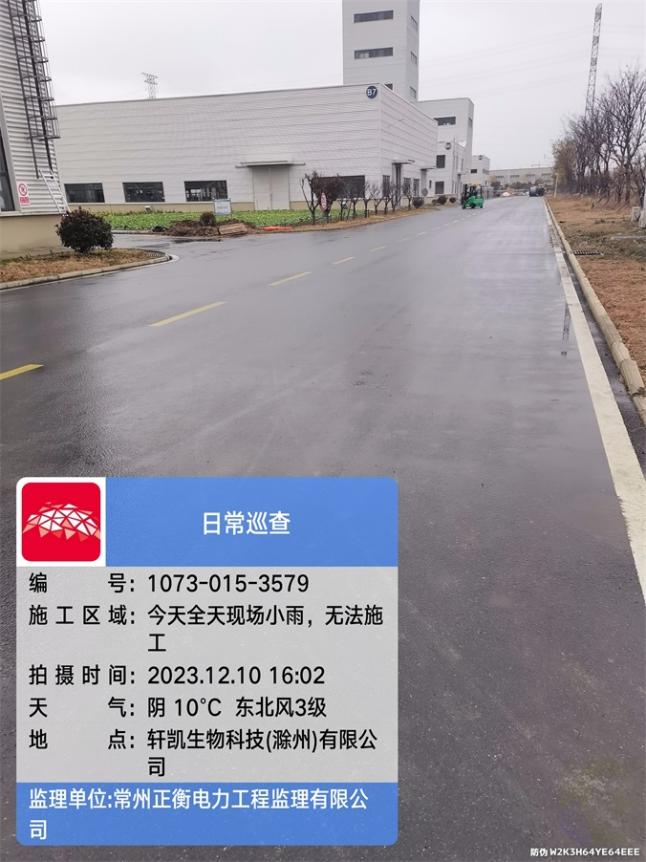 B7
日常巡查
编 号: 1073-015-3579
施工区域: 今天全天现场小雨，无法施
工
拍摄时间: 2023.12.10 16:02
天 气: 阴 10℃ 东北风3级
地 点: 轩凯生物科技(滁州)有限公
司
监理单位:常州正衡电力工程监理有限公
司
防伪 W2K3H64YE64EEE